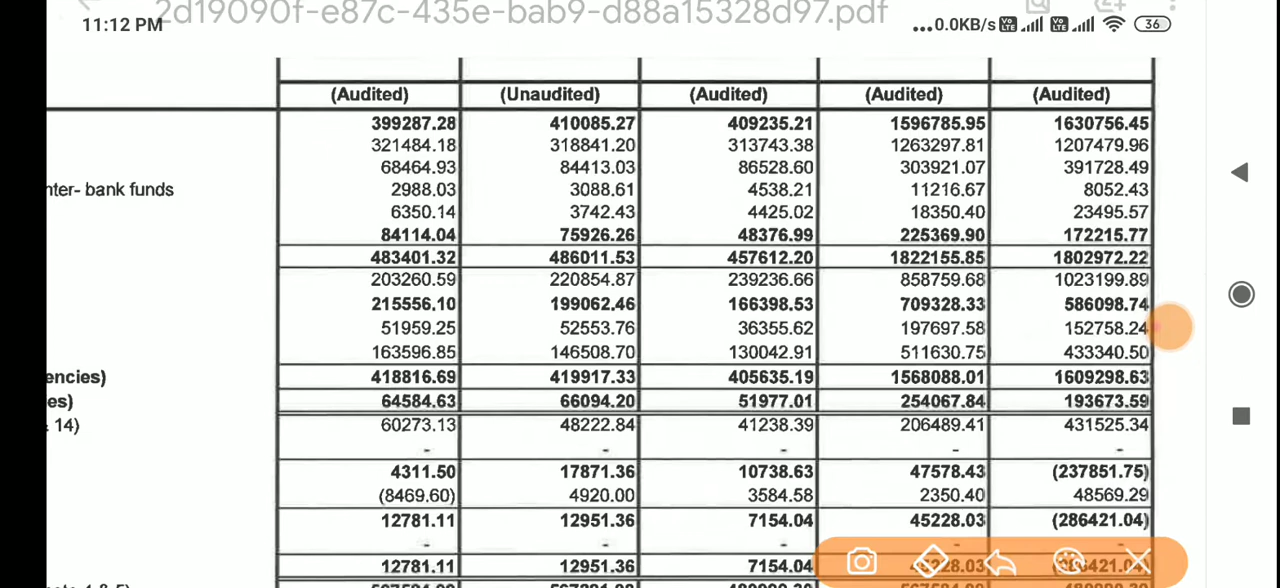 2d19090f-e87c-435e-bab9-d88a15328d97.pdf
11:12 PM ...0.0KB/s Vo LTE Vo LTE 36
(Audited) (Unaudited) (Audited) (Audited) (Audited)
399287.28 410085.27 409235.21 1596785.95 1630756.45
321484.18 318841.20 313743.38 1263297.81 1207479.96
68464.93 84413.03 86528.60 303921.07 391728.49
nter- bank funds 2988.03 3088.61 4538.21 11216.67 8052.43
6350.14 3742.43 4425.02 18350.40 23495.57
84114.04 75926.26 48376.99 225369.90 172215.77
483401.32 486011.53 457612.20 1822155.85 1802972.22
203260.59 220854.87 239236.66 858759.68 1023199.89
215556.10 199062.46 166398.53 709328.33 586098.74
51959.25 52553.76 36355.62 197697.58 152758.24
163596.85 146508.70 130042.91 511630.75 433340.50
encies) 418816.69 419917.33 405635.19 1568088.01 1609298.63
es) 64584.63 66094.20 51977.01 254067.84 193673.59
14) 60273.13 48222.84 41238.39 206489.41 431525.34
- - - - -
4311.50 17871.36 10738.63 47578.43 (237851.75)
(8469.60) 4920.00 3584.58 2350.40 48569.29
12781.11 12951.36 7154.04 45228.03 (286421.04)
- - -
12781.11 12951.36 7154.04